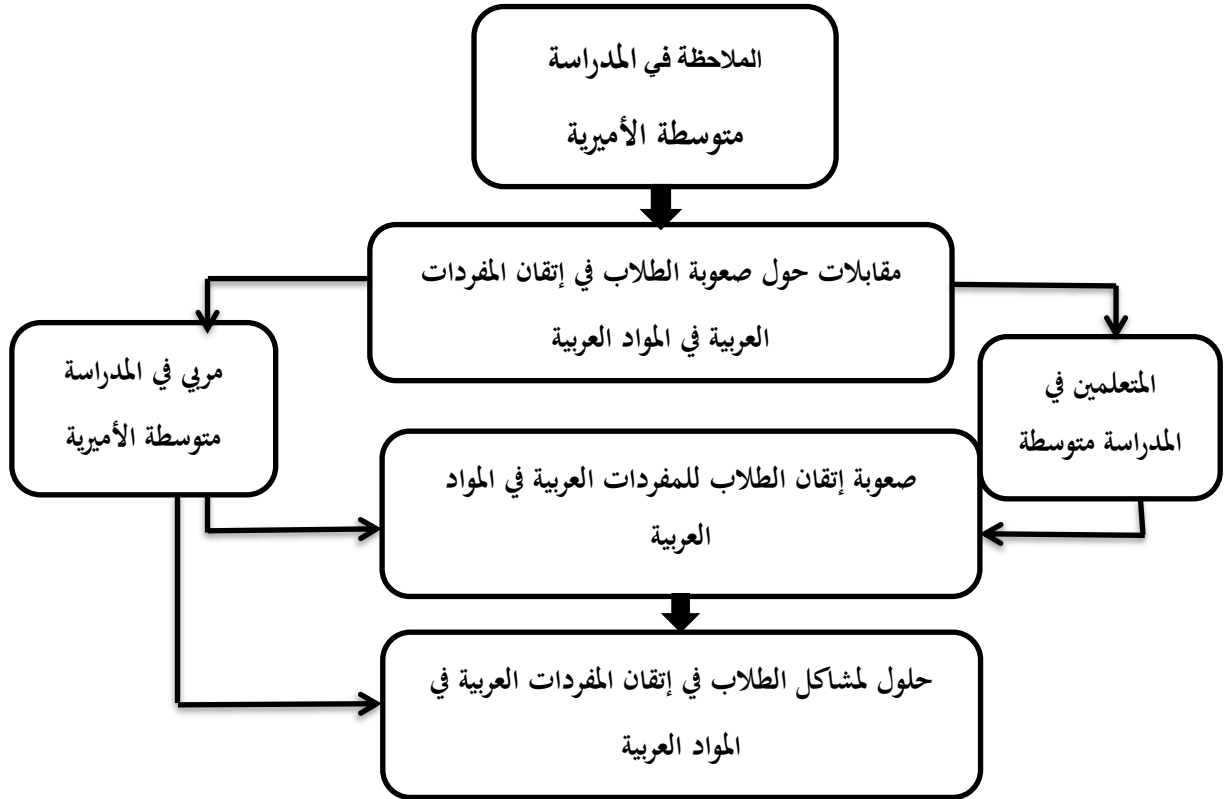 الملاحظة في المدراسة
متوسطة الأميرية
مقابلات حول صعوبة الطلاب في إتقان المفردات
العربية في المواد العربية
المتعلمين في
المدراسة متوسطة
مربي في المدراسة
متوسطة الأميرية
صعوبة إتقان الطلاب للمفردات العربية في المواد
العربية
حلول لمشاكل الطلاب في إتقان المفردات العربية في
المواد العربية